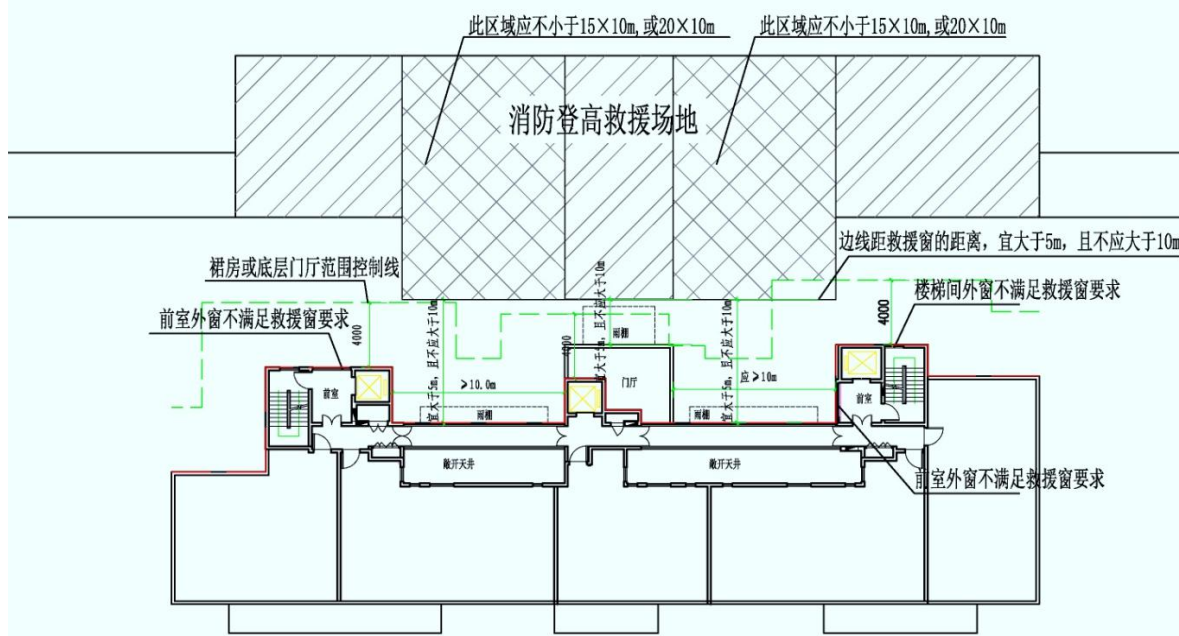 此区域应不小于15×10m,或20×10m
此区域应不小于15×10m,或20×10m
消防登高救援场地
边线距救援窗的距离，宜大于5m，且不应大于10m
裙房或底层门厅范围控制线
楼梯间外窗不满足救援窗要求
前室外窗不满足救援窗要求
宜大于5m，且不应大于10m
宜大于5m，且不应大于10m
宜大于5m，且不应大于10m
4000
4000
4000
雨棚
门厅
≥10.0m
应≥10m
前室
前室
雨棚
雨棚
敞开天井
敞开天井
前室外窗不满足救援窗要求